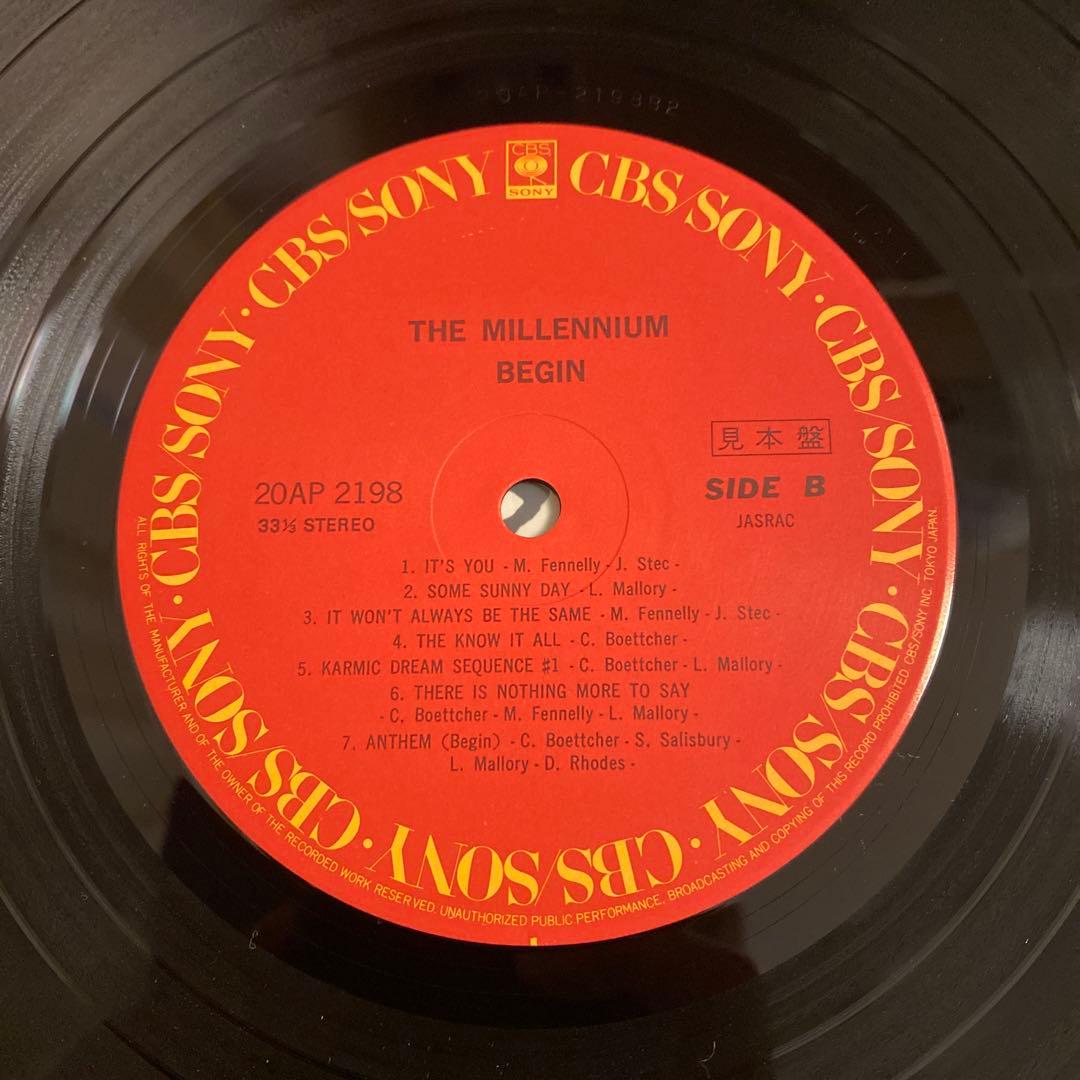 20AP-2198B2
CBS
SONY
CBS/SONY · CBS/SONY · CBS/SONY · CBS/SONY · CBS/SONY · CBS/SONY · CBS/SONY · CBS/SONY
THE MILLENNIUM
BEGIN
見本盤
20AP 2198
SIDE B
33⅓ STEREO
JASRAC
1. IT'S YOU - M. Fennelly - J. Stec -
2. SOME SUNNY DAY - L. Mallory -
3. IT WON'T ALWAYS BE THE SAME - M. Fennelly - J. Stec -
4. THE KNOW IT ALL - C. Boettcher -
5. KARMIC DREAM SEQUENCE #1 - C. Boettcher - L. Mallory -
6. THERE IS NOTHING MORE TO SAY
- C. Boettcher - M. Fennelly - L. Mallory -
7. ANTHEM (Begin) - C. Boettcher - S. Salisbury -
L. Mallory - D. Rhodes -
ALL RIGHTS OF THE MANUFACTURER AND OF THE OWNER OF THE RECORDED WORK RESERVED. UNAUTHORIZED PUBLIC PERFORMANCE, BROADCASTING AND COPYING OF THIS RECORD PROHIBITED CBS/SONY INC. TOKYO JAPAN.